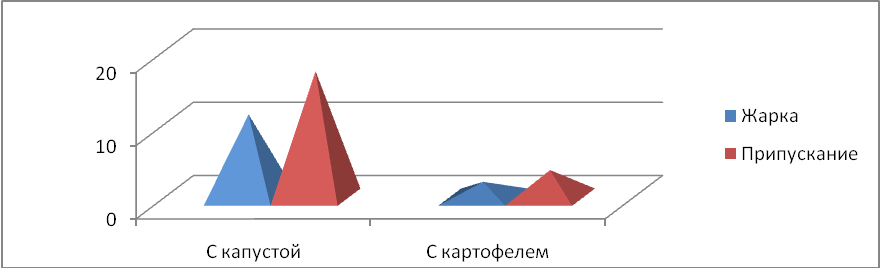 20
10
0
С капустой
С картофелем
Жарка
Припускание